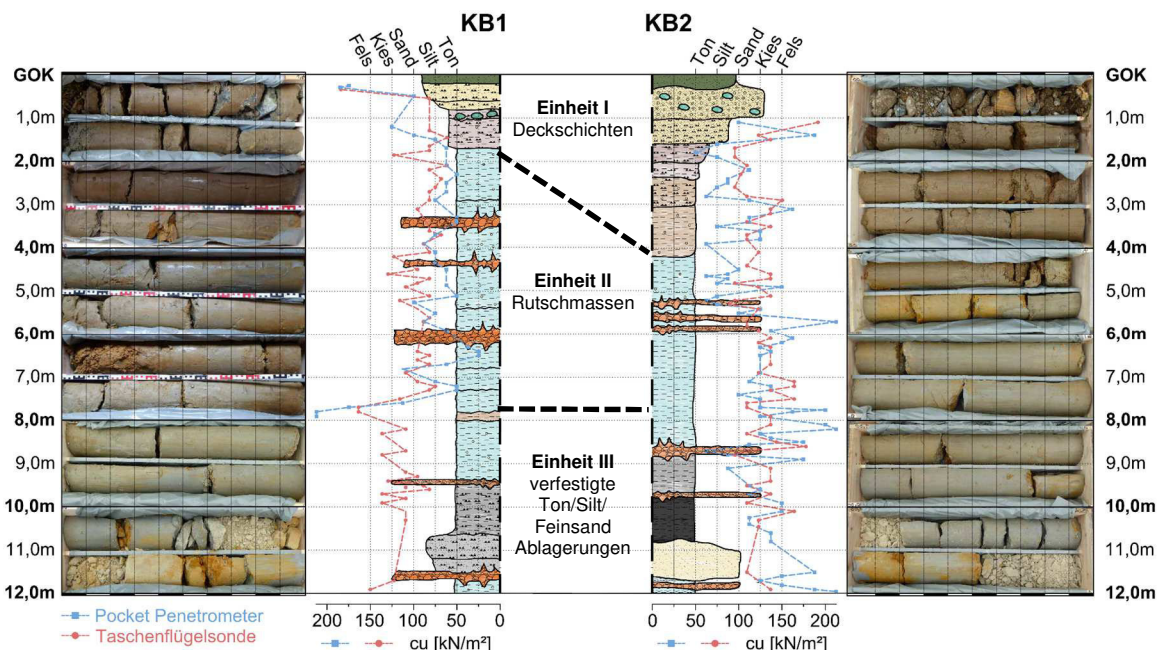 KB1
KB2
Fels
Kies
Sand
Silt
Ton
Ton
Silt
Sand
Kies
Fels
GOK
1,0m
2,0m
3,0m
4,0m
5,0m
6,0m
7,0m
8,0m
9,0m
10,0m
11,0m
12,0m
Einheit I
Deckschichten
Einheit II
Rutschmassen
Einheit III
verfestigte
Ton/Silt/
Feinsand
Ablagerungen
GOK
1,0m
2,0m
3,0m
4,0m
5,0m
6,0m
7,0m
8,0m
9,0m
10,0m
11,0m
12,0m
Pocket Penetrometer
Taschenflügelsonde
200 150 100 50 0
cu [kN/m²]
0 50 100 150 200
cu [kN/m²]